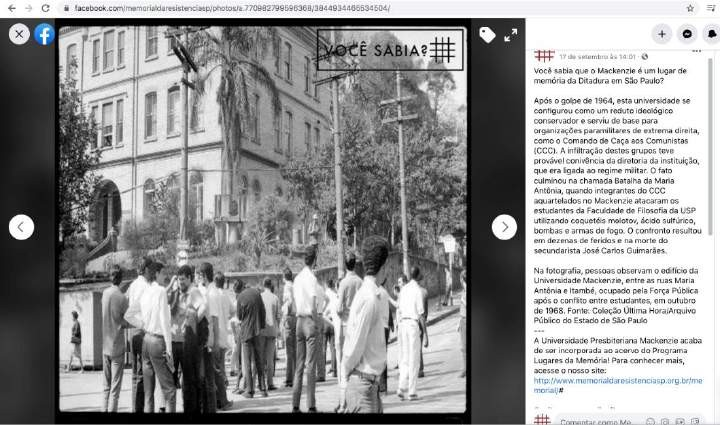 facebook.com/memorialdaresistenciasp/photos/a.770982799596368/3844934465534504/
VOCÊ SABIA?
17 de setembro às 14:01
Você sabia que o Mackenzie é um lugar de
memória da Ditadura em São Paulo?
Após o golpe de 1964, esta universidade se
configurou como um reduto ideológico
conservador e serviu de base para
organizações paramilitares de extrema direita,
como o Comando de Caça aos Comunistas
(CCC). A infiltração destes grupos teve
provável conivência da diretoria da instituição,
que era ligada ao regime militar. O fato
culminou na chamada Batalha da Maria
Antônia, quando integrantes do CCC
aquartelados no Mackenzie atacaram os
estudantes da Faculdade de Filosofia da USP
utilizando coquetéis molotov, ácido sulfúrico,
bombas e armas de fogo. O confronto resultou
em dezenas de feridos e na morte do
secundarista José Carlos Guimarães.
Na fotografia, pessoas observam o edifício da
Universidade Mackenzie, entre as ruas Maria
Antônia e Itambé, ocupado pela Força Pública
após o conflito entre estudantes, em outubro
de 1968. Fonte: Coleção Última Hora/Arquivo
Público do Estado de São Paulo
---
A Universidade Presbiteriana Mackenzie acaba
de ser incorporada ao acervo do Programa
Lugares da Memória! Para conhecer mais,
acesse o nosso site:
http://www.memorialdaresistenciasp.org.br/me
morial/#
Comentar como Me...